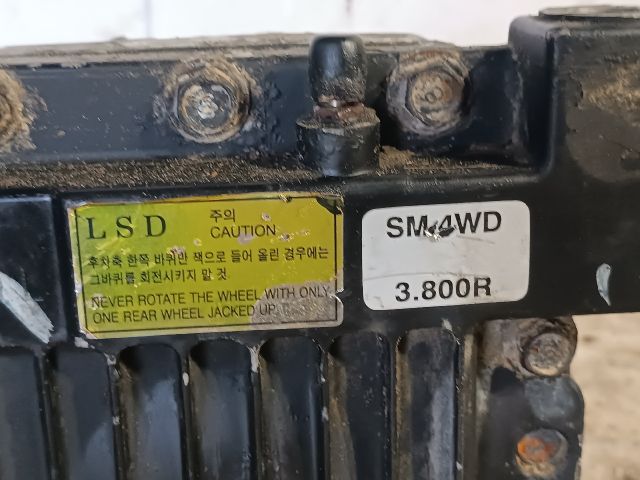 LSD 주의 CAUTION
후차축 한쪽 바퀴만 잭으로 들어 올린 경우에는
그바퀴를 회전시키지 말 것
NEVER ROTATE THE WHEEL WITH ONLY
ONE REAR WHEEL JACKED UP.
SM.4WD
3.800R